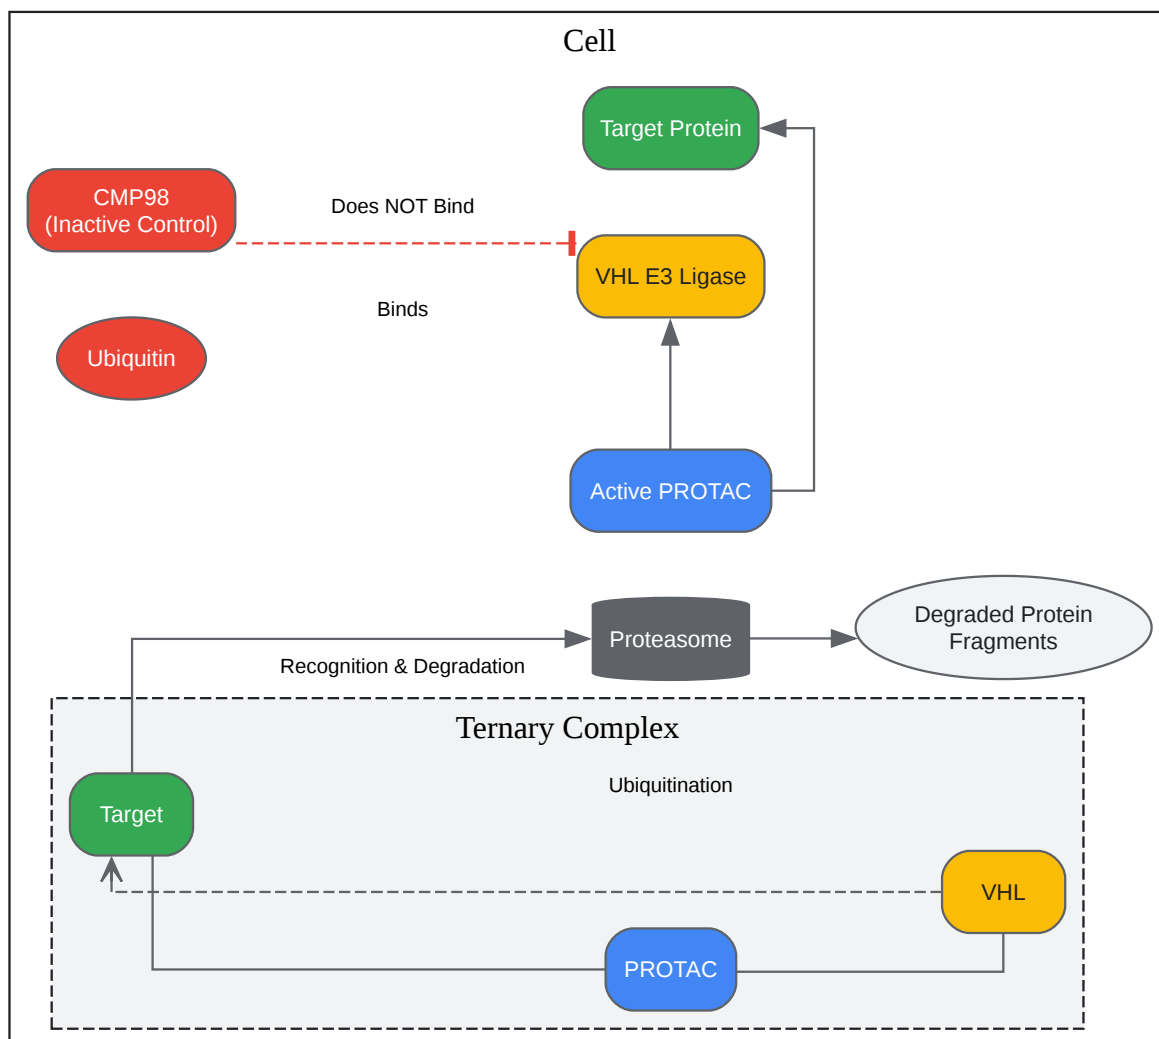 Cell
Target Protein
CMP98
(Inactive Control)
Does NOT Bind
VHL E3 Ligase
Binds
Ubiquitin
Active PROTAC
Degraded Protein
Fragments
Proteasome
Recognition & Degradation
Ternary Complex
Ubiquitination
Target
VHL
PROTAC